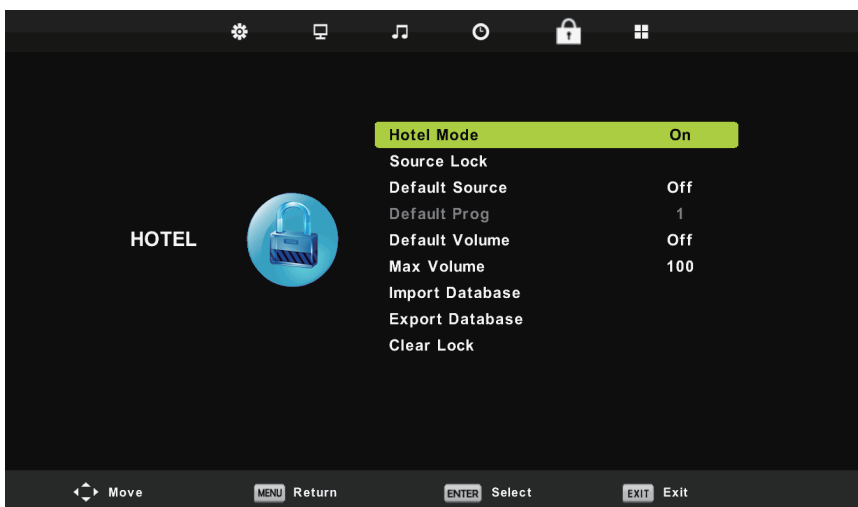 Hotel Mode On
Source Lock
Default Source Off
Default Prog 1
HOTEL
Default Volume Off
Max Volume 100
Import Database
Export Database
Clear Lock
Move MENU Return ENTER Select EXIT Exit